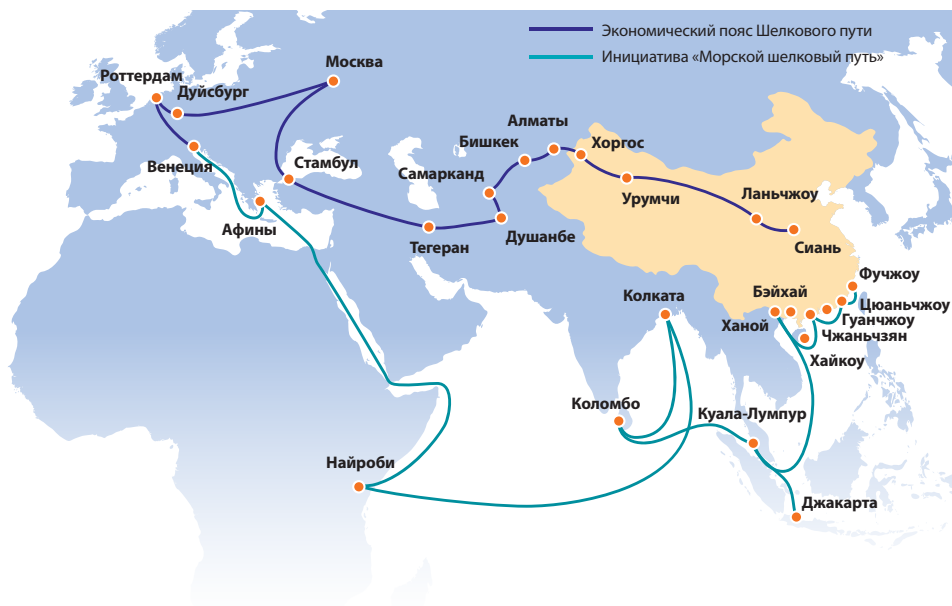 Экономический пояс Шелкового пути
Инициатива «Морской шелковый путь»
Москва
Роттердам
Дуйсбург
Алматы
Бишкек
Хоргос
Венеция
Стамбул
Самарканд
Урумчи
Ланьчжоу
Афины
Тегеран
Душанбе
Сиань
Фучжоу
Колката
Бэйхай
Цюаньчжоу
Ханой
Гуанчжоу
Чжаньчзян
Хайкоу
Коломбо
Куала-Лумпур
Найроби
Джакарта